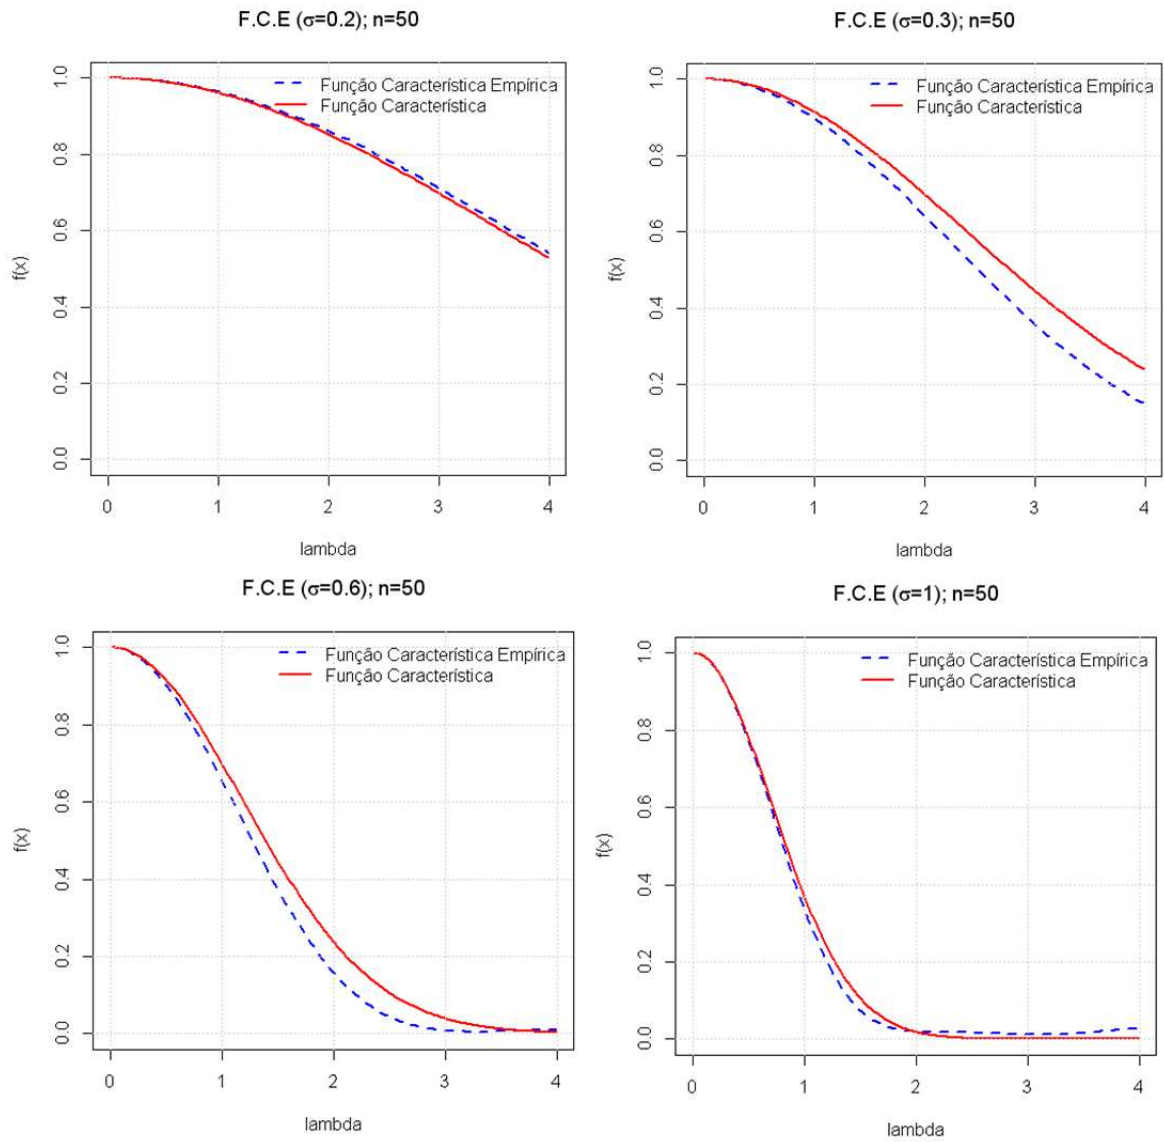 F.C.E (σ=0.2); n=50
Função Característica Empírica
Função Característica
f(x)
0.0 0.2 0.4 0.6 0.8 1.0
0 1 2 3 4
lambda
F.C.E (σ=0.3); n=50
Função Característica Empírica
Função Característica
f(x)
0.0 0.2 0.4 0.6 0.8 1.0
0 1 2 3 4
lambda
F.C.E (σ=0.6); n=50
Função Característica Empírica
Função Característica
f(x)
0.0 0.2 0.4 0.6 0.8 1.0
0 1 2 3 4
lambda
F.C.E (σ=1); n=50
Função Característica Empírica
Função Característica
f(x)
0.0 0.2 0.4 0.6 0.8 1.0
0 1 2 3 4
lambda